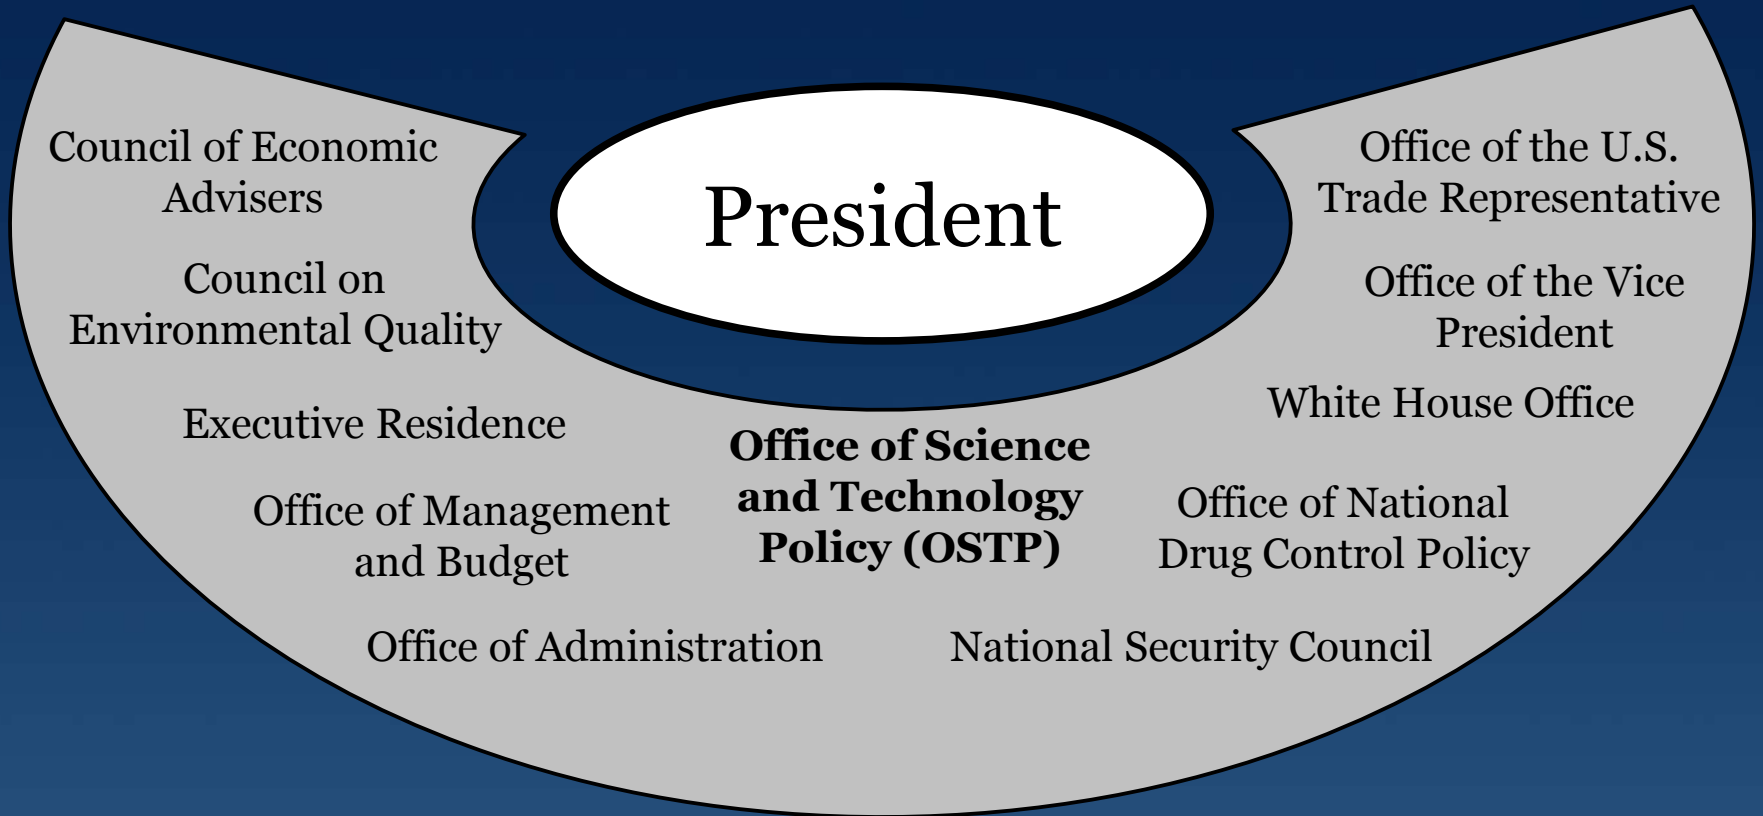 President
Council of Economic
Advisers
Council on
Environmental Quality
Executive Residence
Office of Management
and Budget
Office of Administration
Office of Science
and Technology
Policy (OSTP)
National Security Council
Office of National
Drug Control Policy
White House Office
Office of the Vice
President
Office of the U.S.
Trade Representative